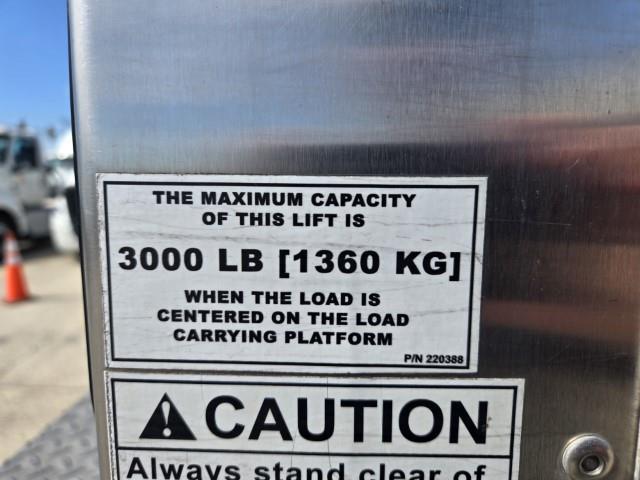 THE MAXIMUM CAPACITY
OF THIS LIFT IS
3000 LB [1360 KG]
WHEN THE LOAD IS
CENTERED ON THE LOAD
CARRYING PLATFORM
P/N 220388
CAUTION
Always stand clear of